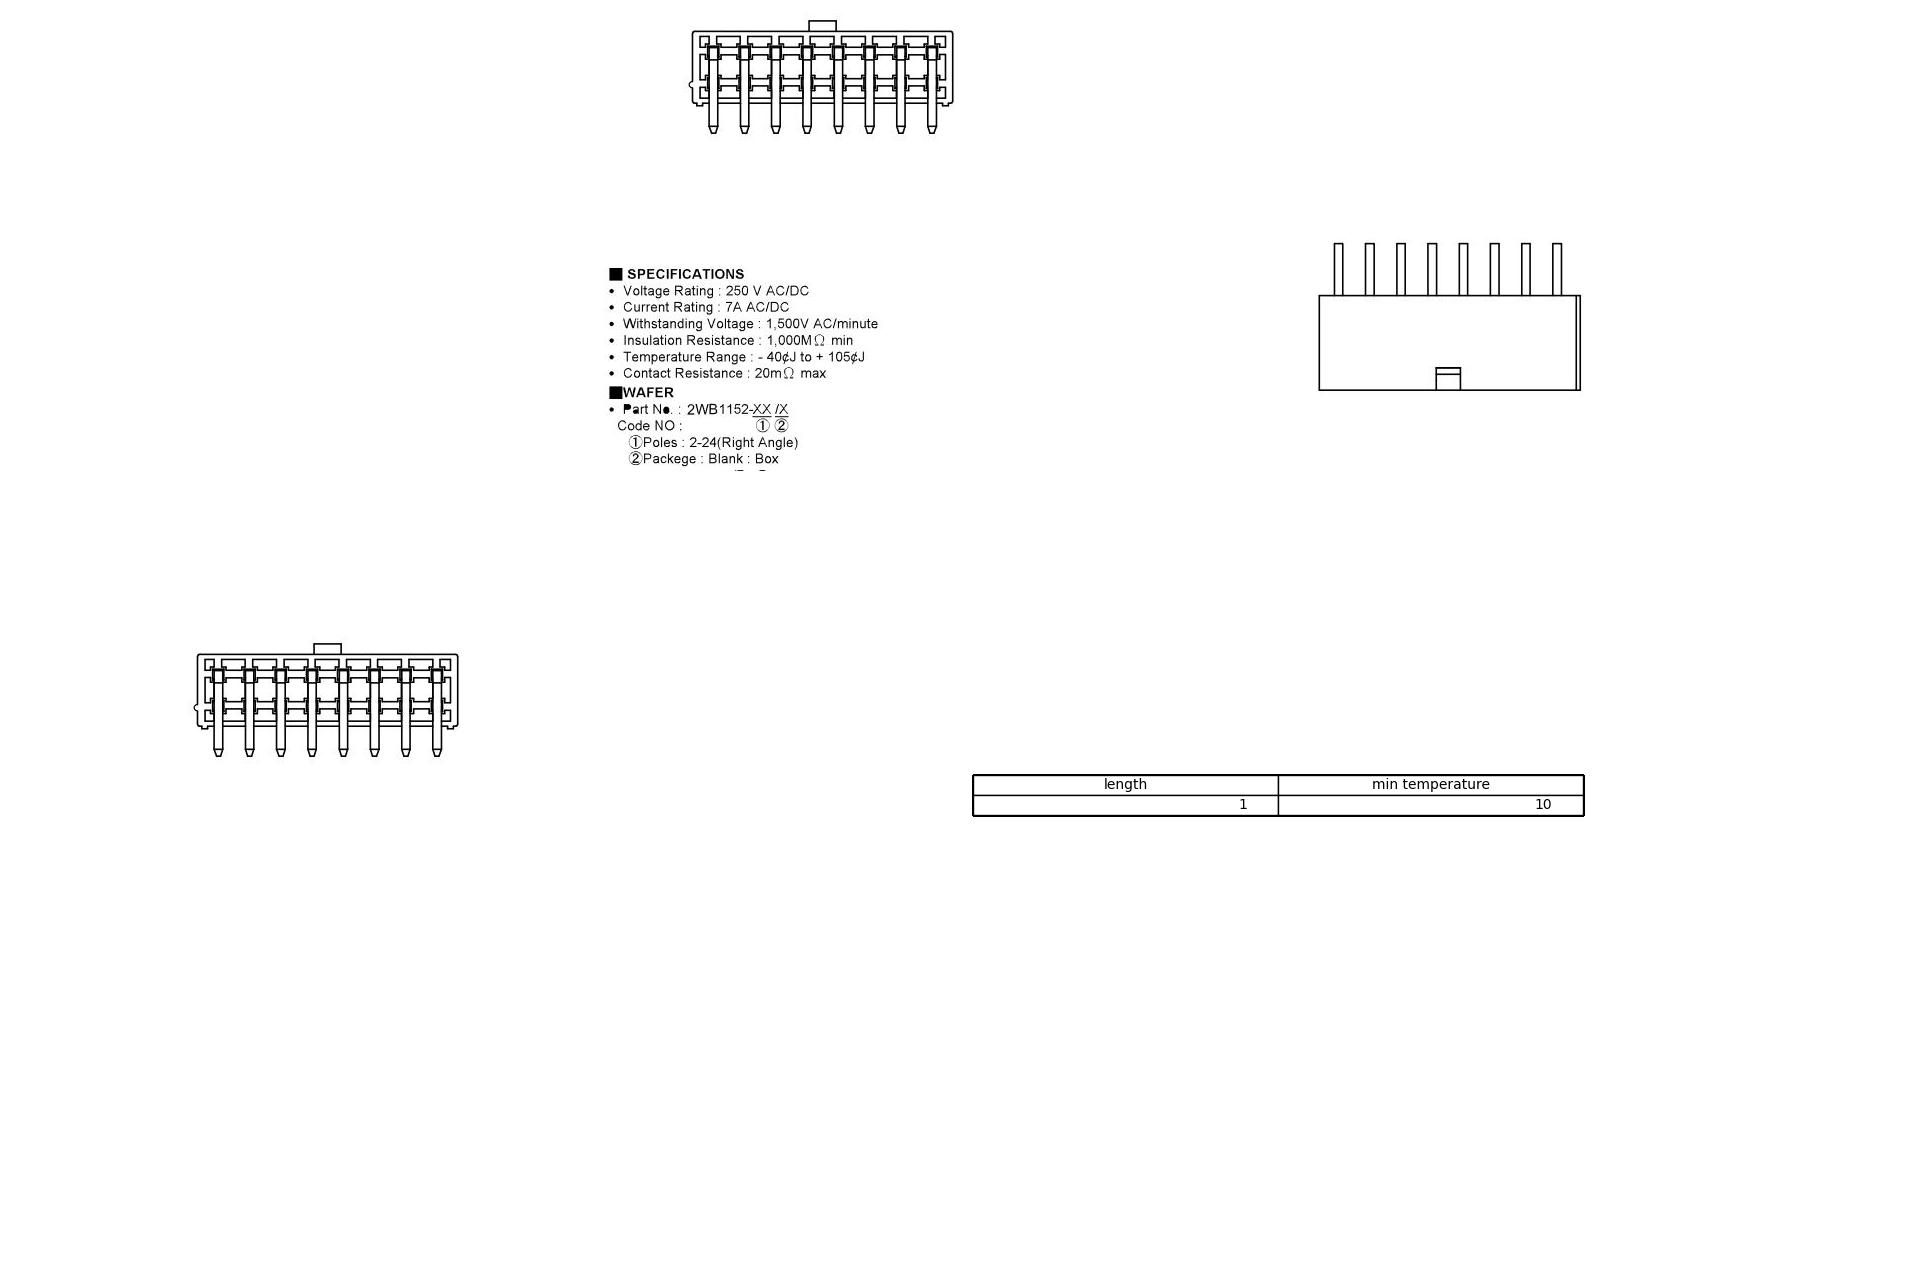 ■ SPECIFICATIONS
• Voltage Rating : 250 V AC/DC
• Current Rating : 7A AC/DC
• Withstanding Voltage : 1,500V AC/minute
• Insulation Resistance : 1,000MΩ min
• Temperature Range : - 40¢J to + 105¢J
• Contact Resistance : 20mΩ max
■WAFER
• Part No. : 2WB1152-XX /X
Code NO : ① ②
①Poles : 2-24(Right Angle)
②Packege : Blank : Box
length min temperature
1 10